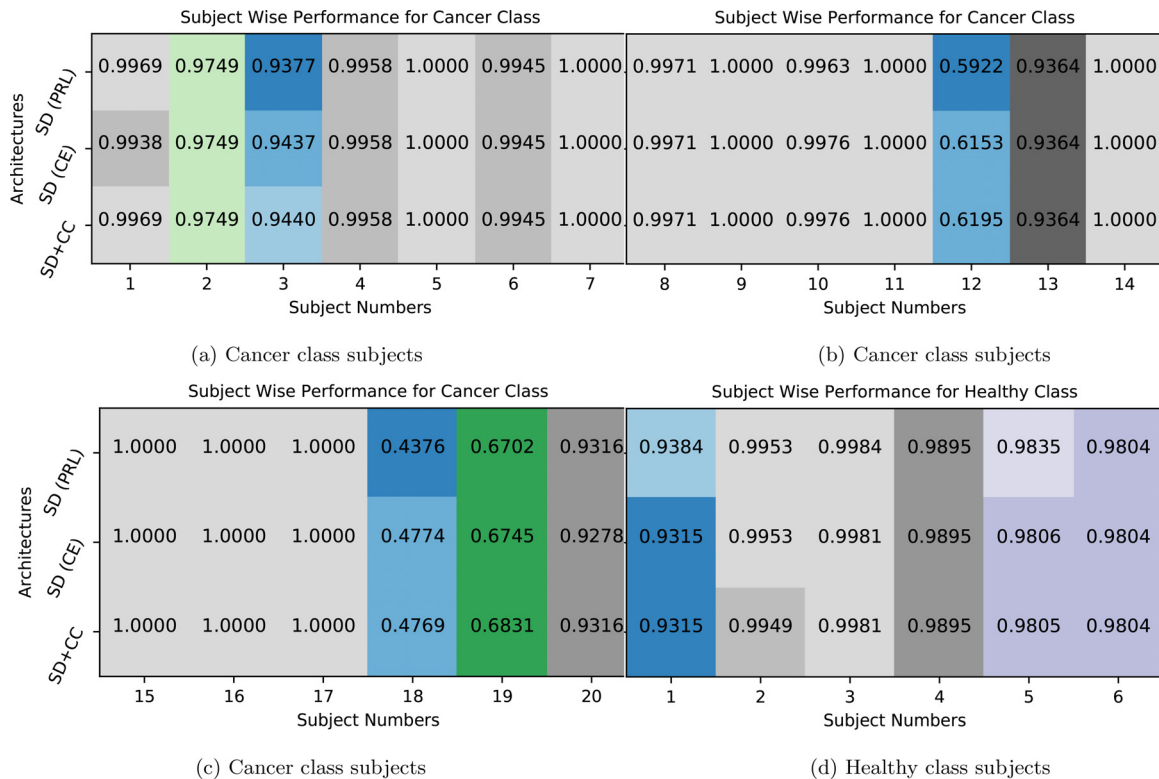 Subject Wise Performance for Cancer Class
Architectures
SD (PRL) 0.9969 0.9749 0.9377 0.9958 1.0000 0.9945 1.0000
SD (CE) 0.9938 0.9749 0.9437 0.9958 1.0000 0.9945 1.0000
SD+CC 0.9969 0.9749 0.9440 0.9958 1.0000 0.9945 1.0000
1 2 3 4 5 6 7
Subject Numbers
(a) Cancer class subjects
Subject Wise Performance for Cancer Class
0.9971 1.0000 0.9963 1.0000 0.5922 0.9364 1.0000
0.9971 1.0000 0.9976 1.0000 0.6153 0.9364 1.0000
0.9971 1.0000 0.9976 1.0000 0.6195 0.9364 1.0000
8 9 10 11 12 13 14
Subject Numbers
(b) Cancer class subjects
Subject Wise Performance for Cancer Class
Architectures
SD (PRL) 1.0000 1.0000 1.0000 0.4376 0.6702 0.9316
SD (CE) 1.0000 1.0000 1.0000 0.4774 0.6745 0.9278
SD+CC 1.0000 1.0000 1.0000 0.4769 0.6831 0.9316
15 16 17 18 19 20
Subject Numbers
(c) Cancer class subjects
Subject Wise Performance for Healthy Class
0.9384 0.9953 0.9984 0.9895 0.9835 0.9804
0.9315 0.9953 0.9981 0.9895 0.9806 0.9804
0.9315 0.9949 0.9981 0.9895 0.9805 0.9804
1 2 3 4 5 6
Subject Numbers
(d) Healthy class subjects